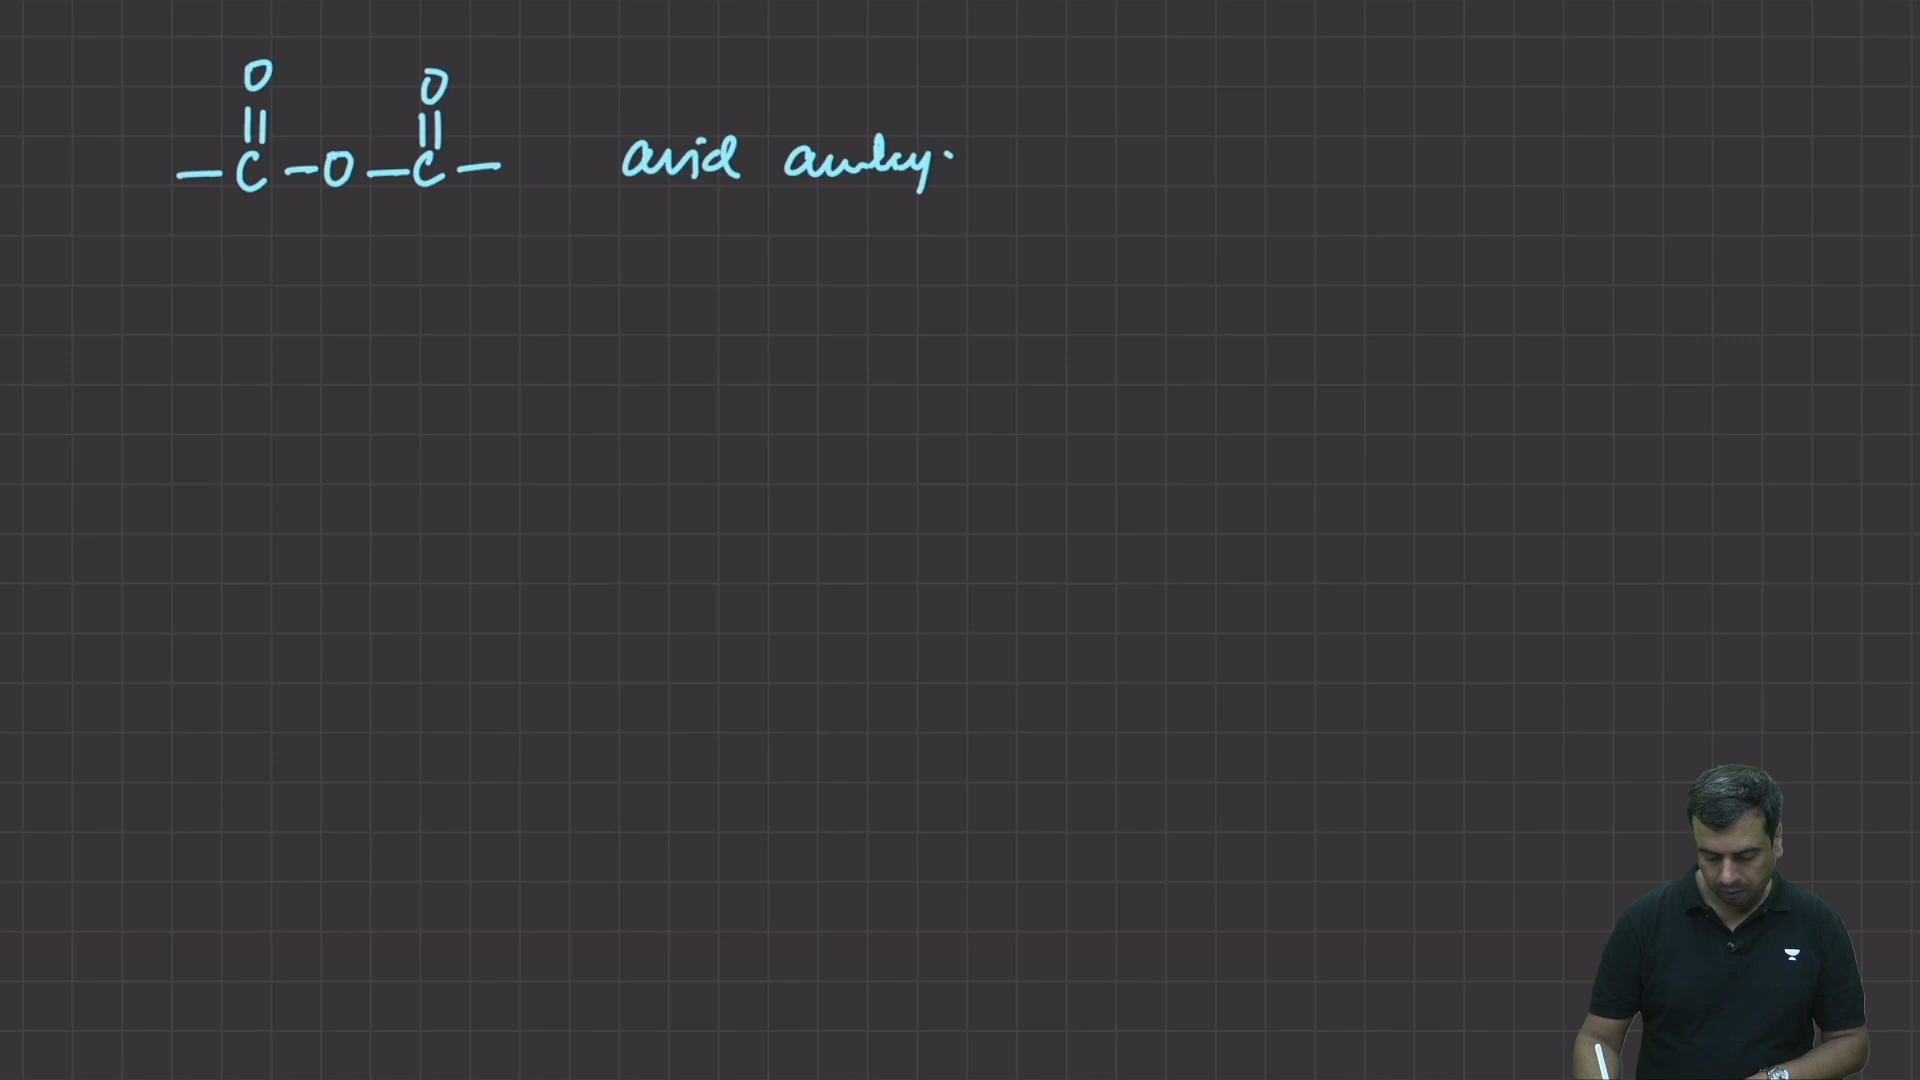 O O
|| ||
— C – O – C –
acid anhy.